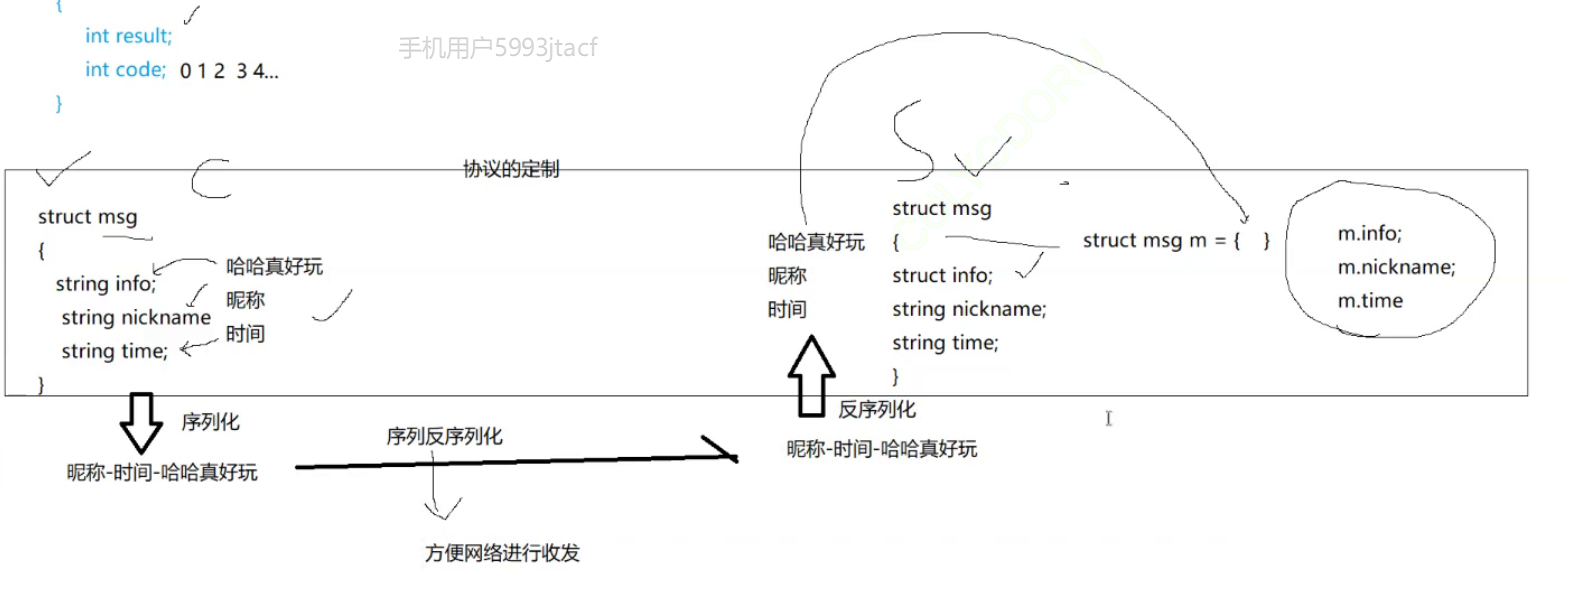 {
int result;
int code; 0 1 2 3 4...
}
手机用户5993jtacf
协议的定制
C
struct msg
{
string info;
string nickname
string time;
}
哈哈真好玩
昵称
时间
序列化
昵称-时间-哈哈真好玩
序列反序列化
方便网络进行收发
S
哈哈真好玩
昵称
时间
struct msg
{
struct info;
string nickname;
string time;
}
struct msg m = { }
m.info;
m.nickname;
m.time
反序列化
昵称-时间-哈哈真好玩